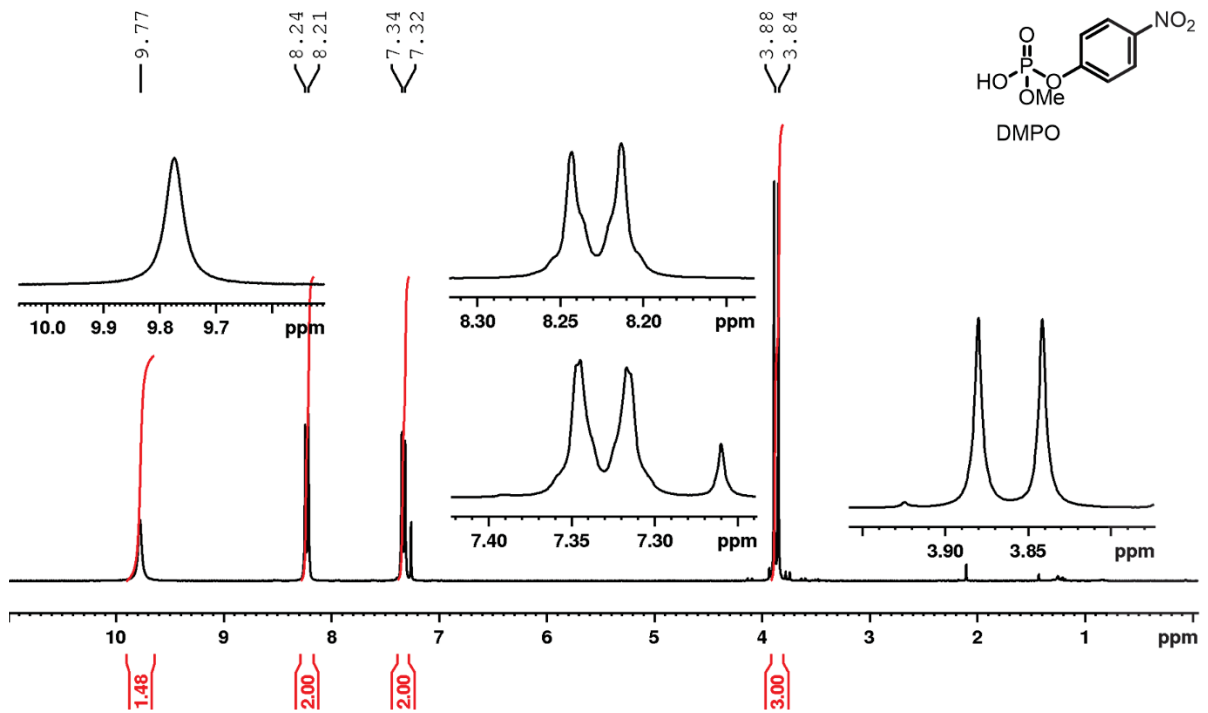 9.77
8.24
8.21
7.34
7.32
3.88
3.84
O
NO2
P
HO
O
OMe
DMPO
10.0 9.9 9.8 9.7 ppm
8.30 8.25 8.20 ppm
7.40 7.35 7.30 ppm
3.90 3.85 ppm
10 9 8 7 6 5 4 3 2 1 ppm
1.48 2.00 2.00 3.00